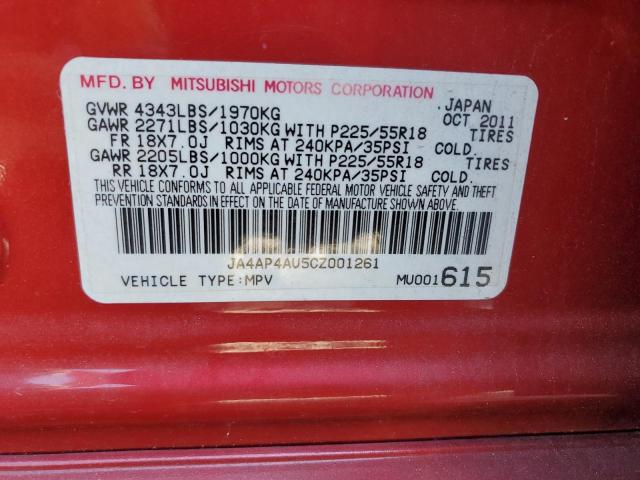 MFD. BY MITSUBISHI MOTORS CORPORATION
GVWR 4343LBS/1970KG JAPAN OCT 2011
GAWR 2271LBS/1030KG WITH P225/55R18 TIRES
FR 18X7.0J RIMS AT 240KPA/35PSI COLD.
GAWR 2205LBS/1000KG WITH P225/55R18 TIRES
RR 18X7.0J RIMS AT 240KPA/35PSI COLD.
THIS VEHICLE CONFORMS TO ALL APPLICABLE FEDERAL MOTOR VEHICLE SAFETY AND THEFT
PREVENTION STANDARDS IN EFFECT ON THE DATE OF MANUFACTURE SHOWN ABOVE.
JA4AP4AU5CZ001261
VEHICLE TYPE:MPV MU001615